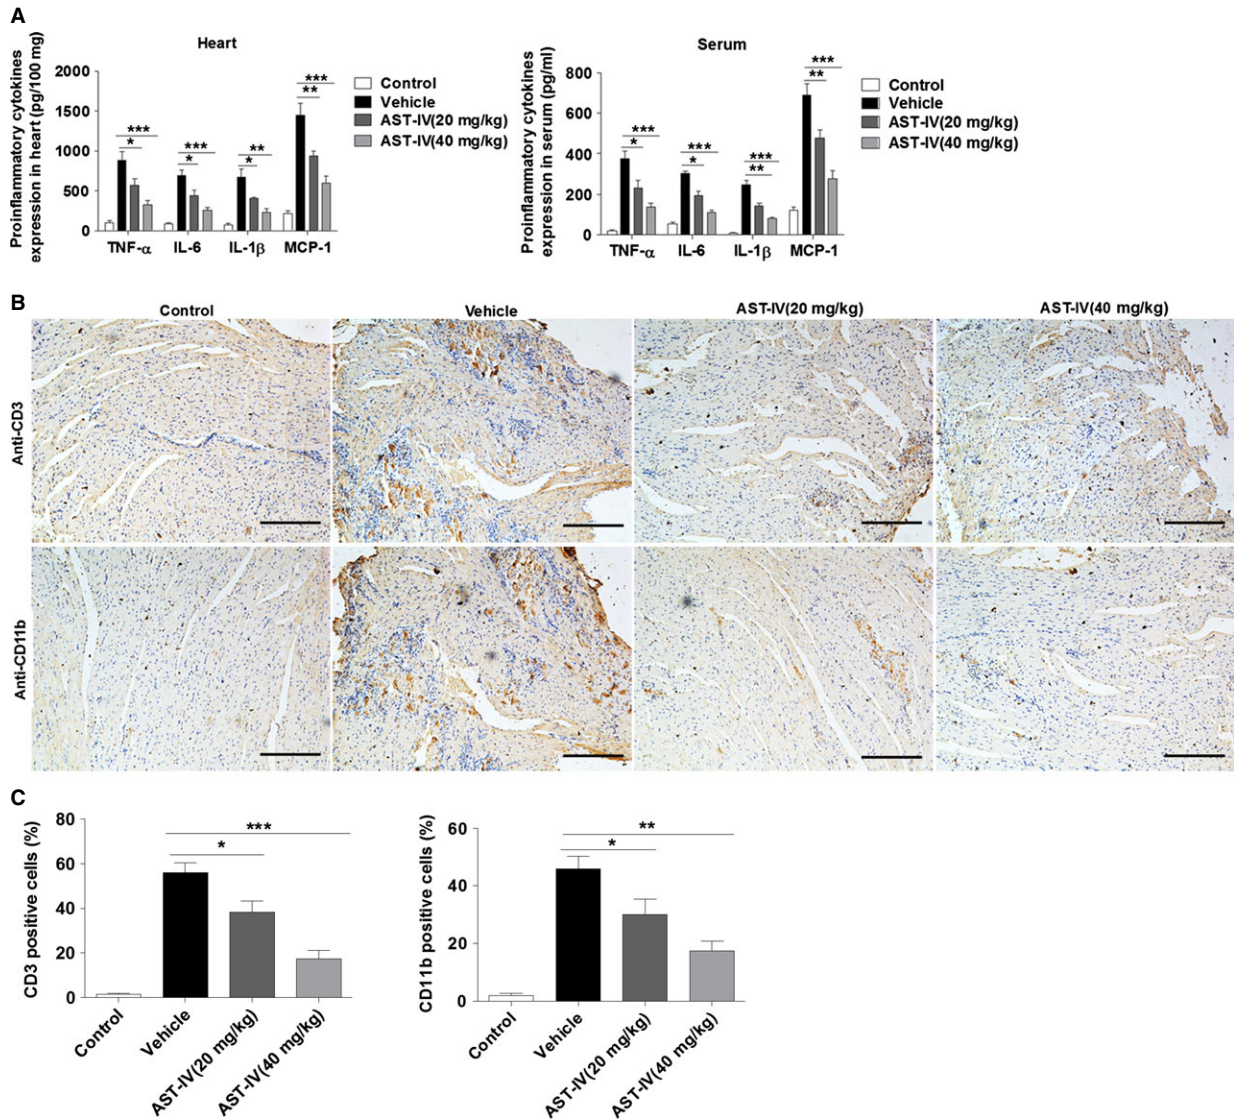 A
Heart
Proinflammatory cytokines
expression in heart (pg/100 mg)
2000
1500
1000
500
0
***
*
***
*
**
*
***
**
TNF-α IL-6 IL-1β MCP-1
Control
Vehicle
AST-IV(20 mg/kg)
AST-IV(40 mg/kg)
Serum
Proinflammatory cytokines
expression in serum (pg/ml)
800
600
400
200
0
***
*
***
*
***
**
***
**
TNF-α IL-6 IL-1β MCP-1
Control
Vehicle
AST-IV(20 mg/kg)
AST-IV(40 mg/kg)
B
Control Vehicle AST-IV(20 mg/kg) AST-IV(40 mg/kg)
Anti-CD3
Anti-CD11b
C
CD3 positive cells (%)
80
60
40
20
0
***
*
Control
Vehicle
AST-IV(20 mg/kg)
AST-IV(40 mg/kg)
CD11b positive cells (%)
60
40
20
0
**
*
Control
Vehicle
AST-IV(20 mg/kg)
AST-IV(40 mg/kg)